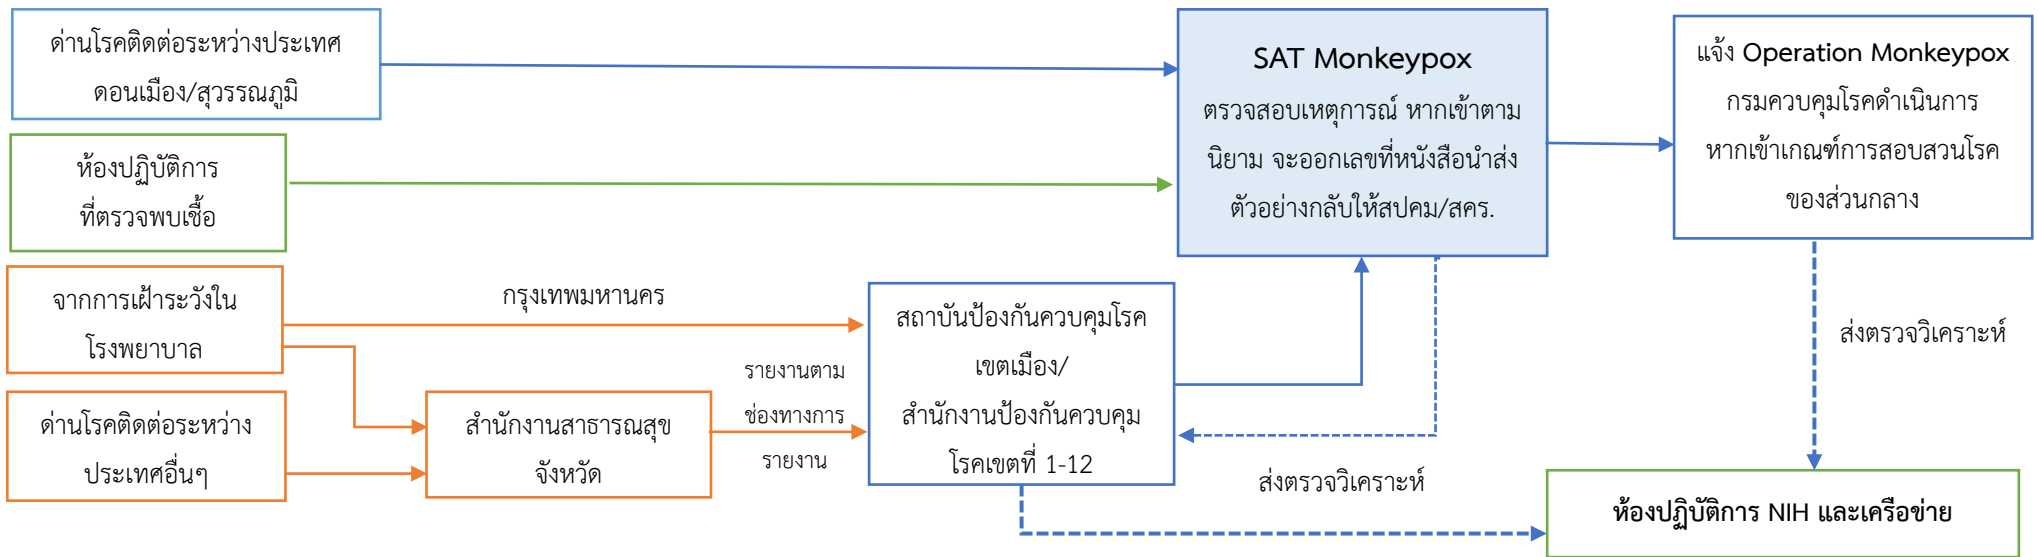 ด่านโรคติดต่อระหว่างประเทศ
ดอนเมือง/สุวรรณภูมิ
ห้องปฏิบัติการ
ที่ตรวจพบเชื้อ
จากการเฝ้าระวังใน
โรงพยาบาล
ด่านโรคติดต่อระหว่าง
ประเทศอื่นๆ
กรุงเทพมหานคร
สำนักงานสาธารณสุข
จังหวัด
รายงานตาม
ช่องทางการ
รายงาน
สถาบันป้องกันควบคุมโรค
เขตเมือง/
สำนักงานป้องกันควบคุม
โรคเขตที่ 1-12
SAT Monkeypox
ตรวจสอบเหตุการณ์ หากเข้าตาม
นิยาม จะออกเลขที่หนังสือนำส่ง
ตัวอย่างกลับให้สปคม/สคร.
แจ้ง Operation Monkeypox
กรมควบคุมโรคดำเนินการ
หากเข้าเกณฑ์การสอบสวนโรค
ของส่วนกลาง
ส่งตรวจวิเคราะห์
ส่งตรวจวิเคราะห์
ห้องปฏิบัติการ NIH และเครือข่าย